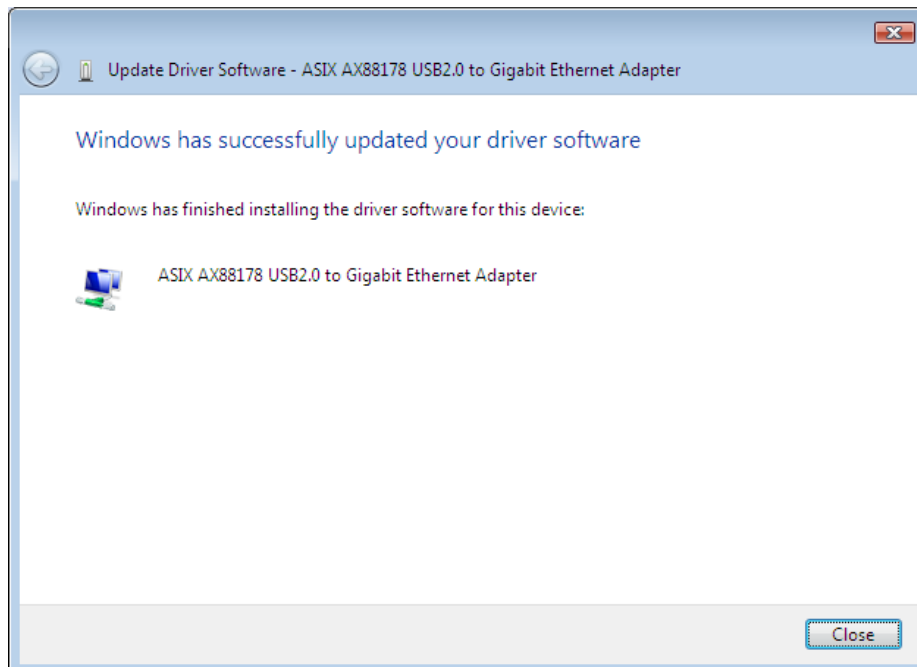 Update Driver Software - ASIX AX88178 USB2.0 to Gigabit Ethernet Adapter
Windows has successfully updated your driver software
Windows has finished installing the driver software for this device:
ASIX AX88178 USB2.0 to Gigabit Ethernet Adapter
Close